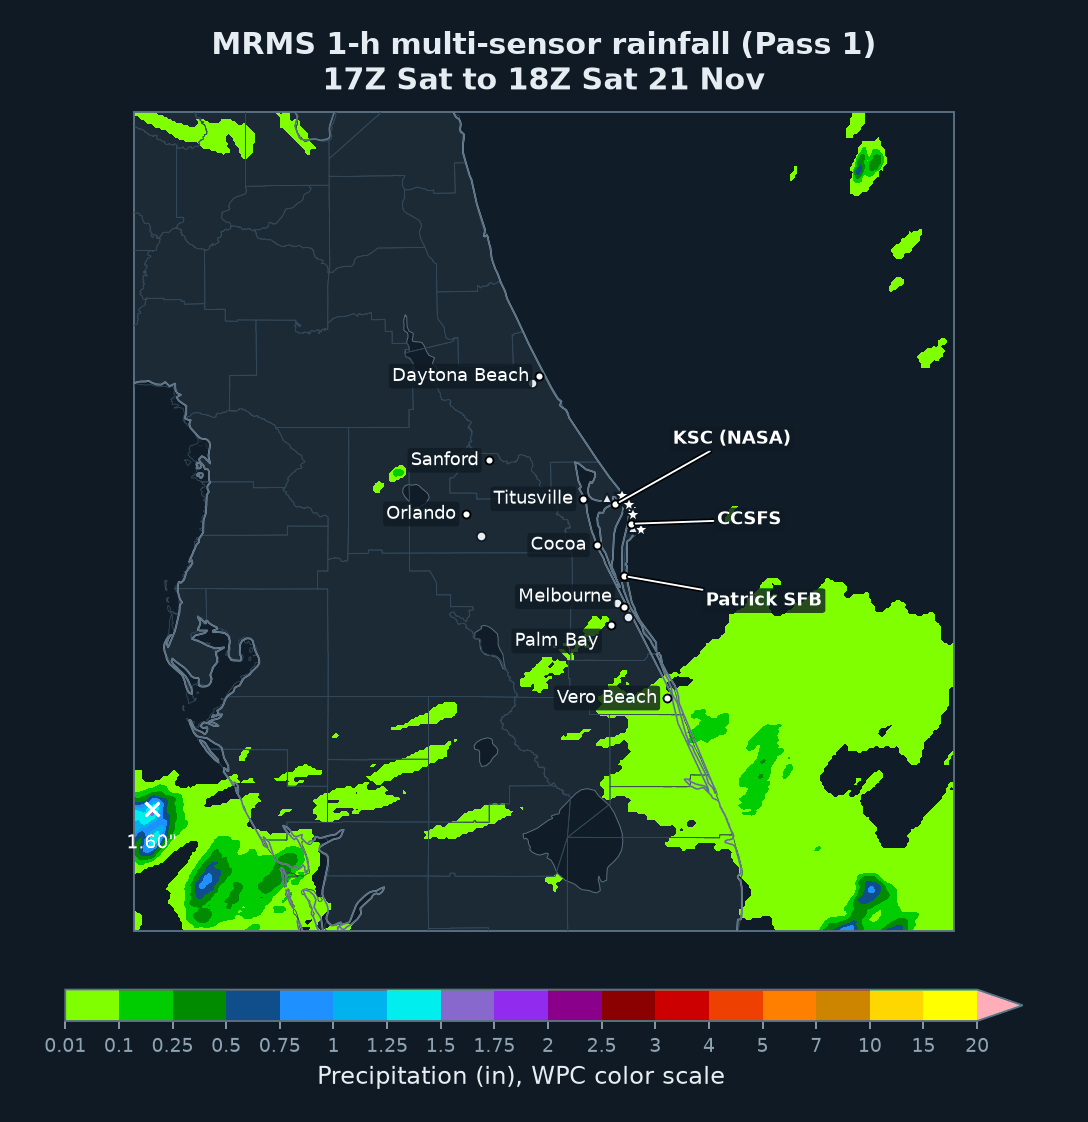 MRMS 1-h multi-sensor rainfall (Pass 1)
17Z Sat to 18Z Sat 21 Nov
Daytona Beach
KSC (NASA)
Sanford
Titusville
Orlando
CCSFS
Cocoa
Melbourne
Patrick SFB
Palm Bay
Vero Beach
1.60"
0.01 0.1 0.25 0.5 0.75 1 1.25 1.5 1.75 2 2.5 3 4 5 7 10 15 20
Precipitation (in), WPC color scale